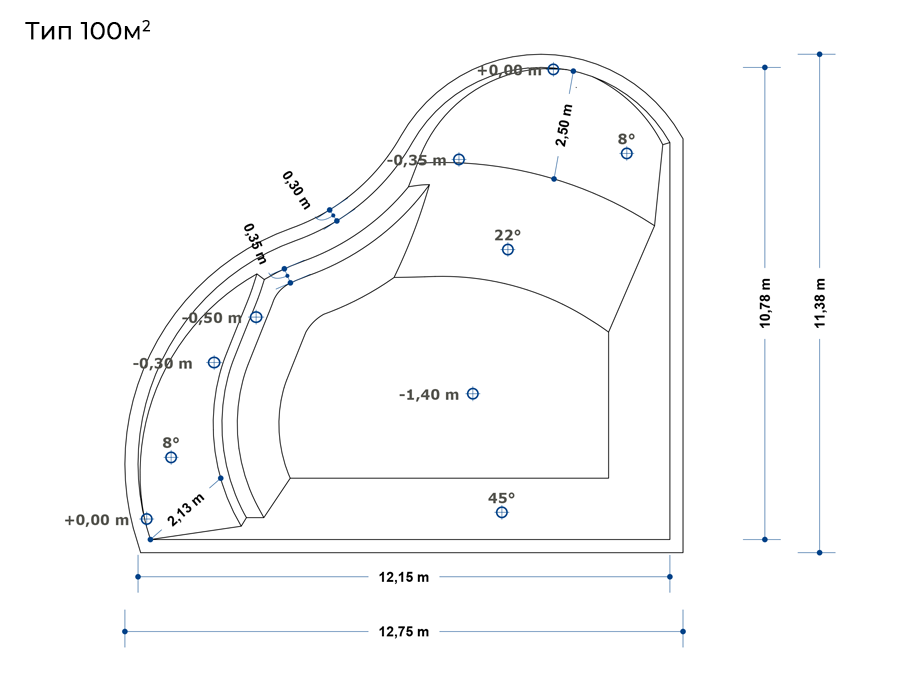 Тип 100м²
+0,00 m
2,50 m
8°
-0,35 m
0,30 m
0,35 m
22°
-0,50 m
-0,30 m
-1,40 m
8°
2,13 m
45°
+0,00 m
10,78 m
11,38 m
12,15 m
12,75 m